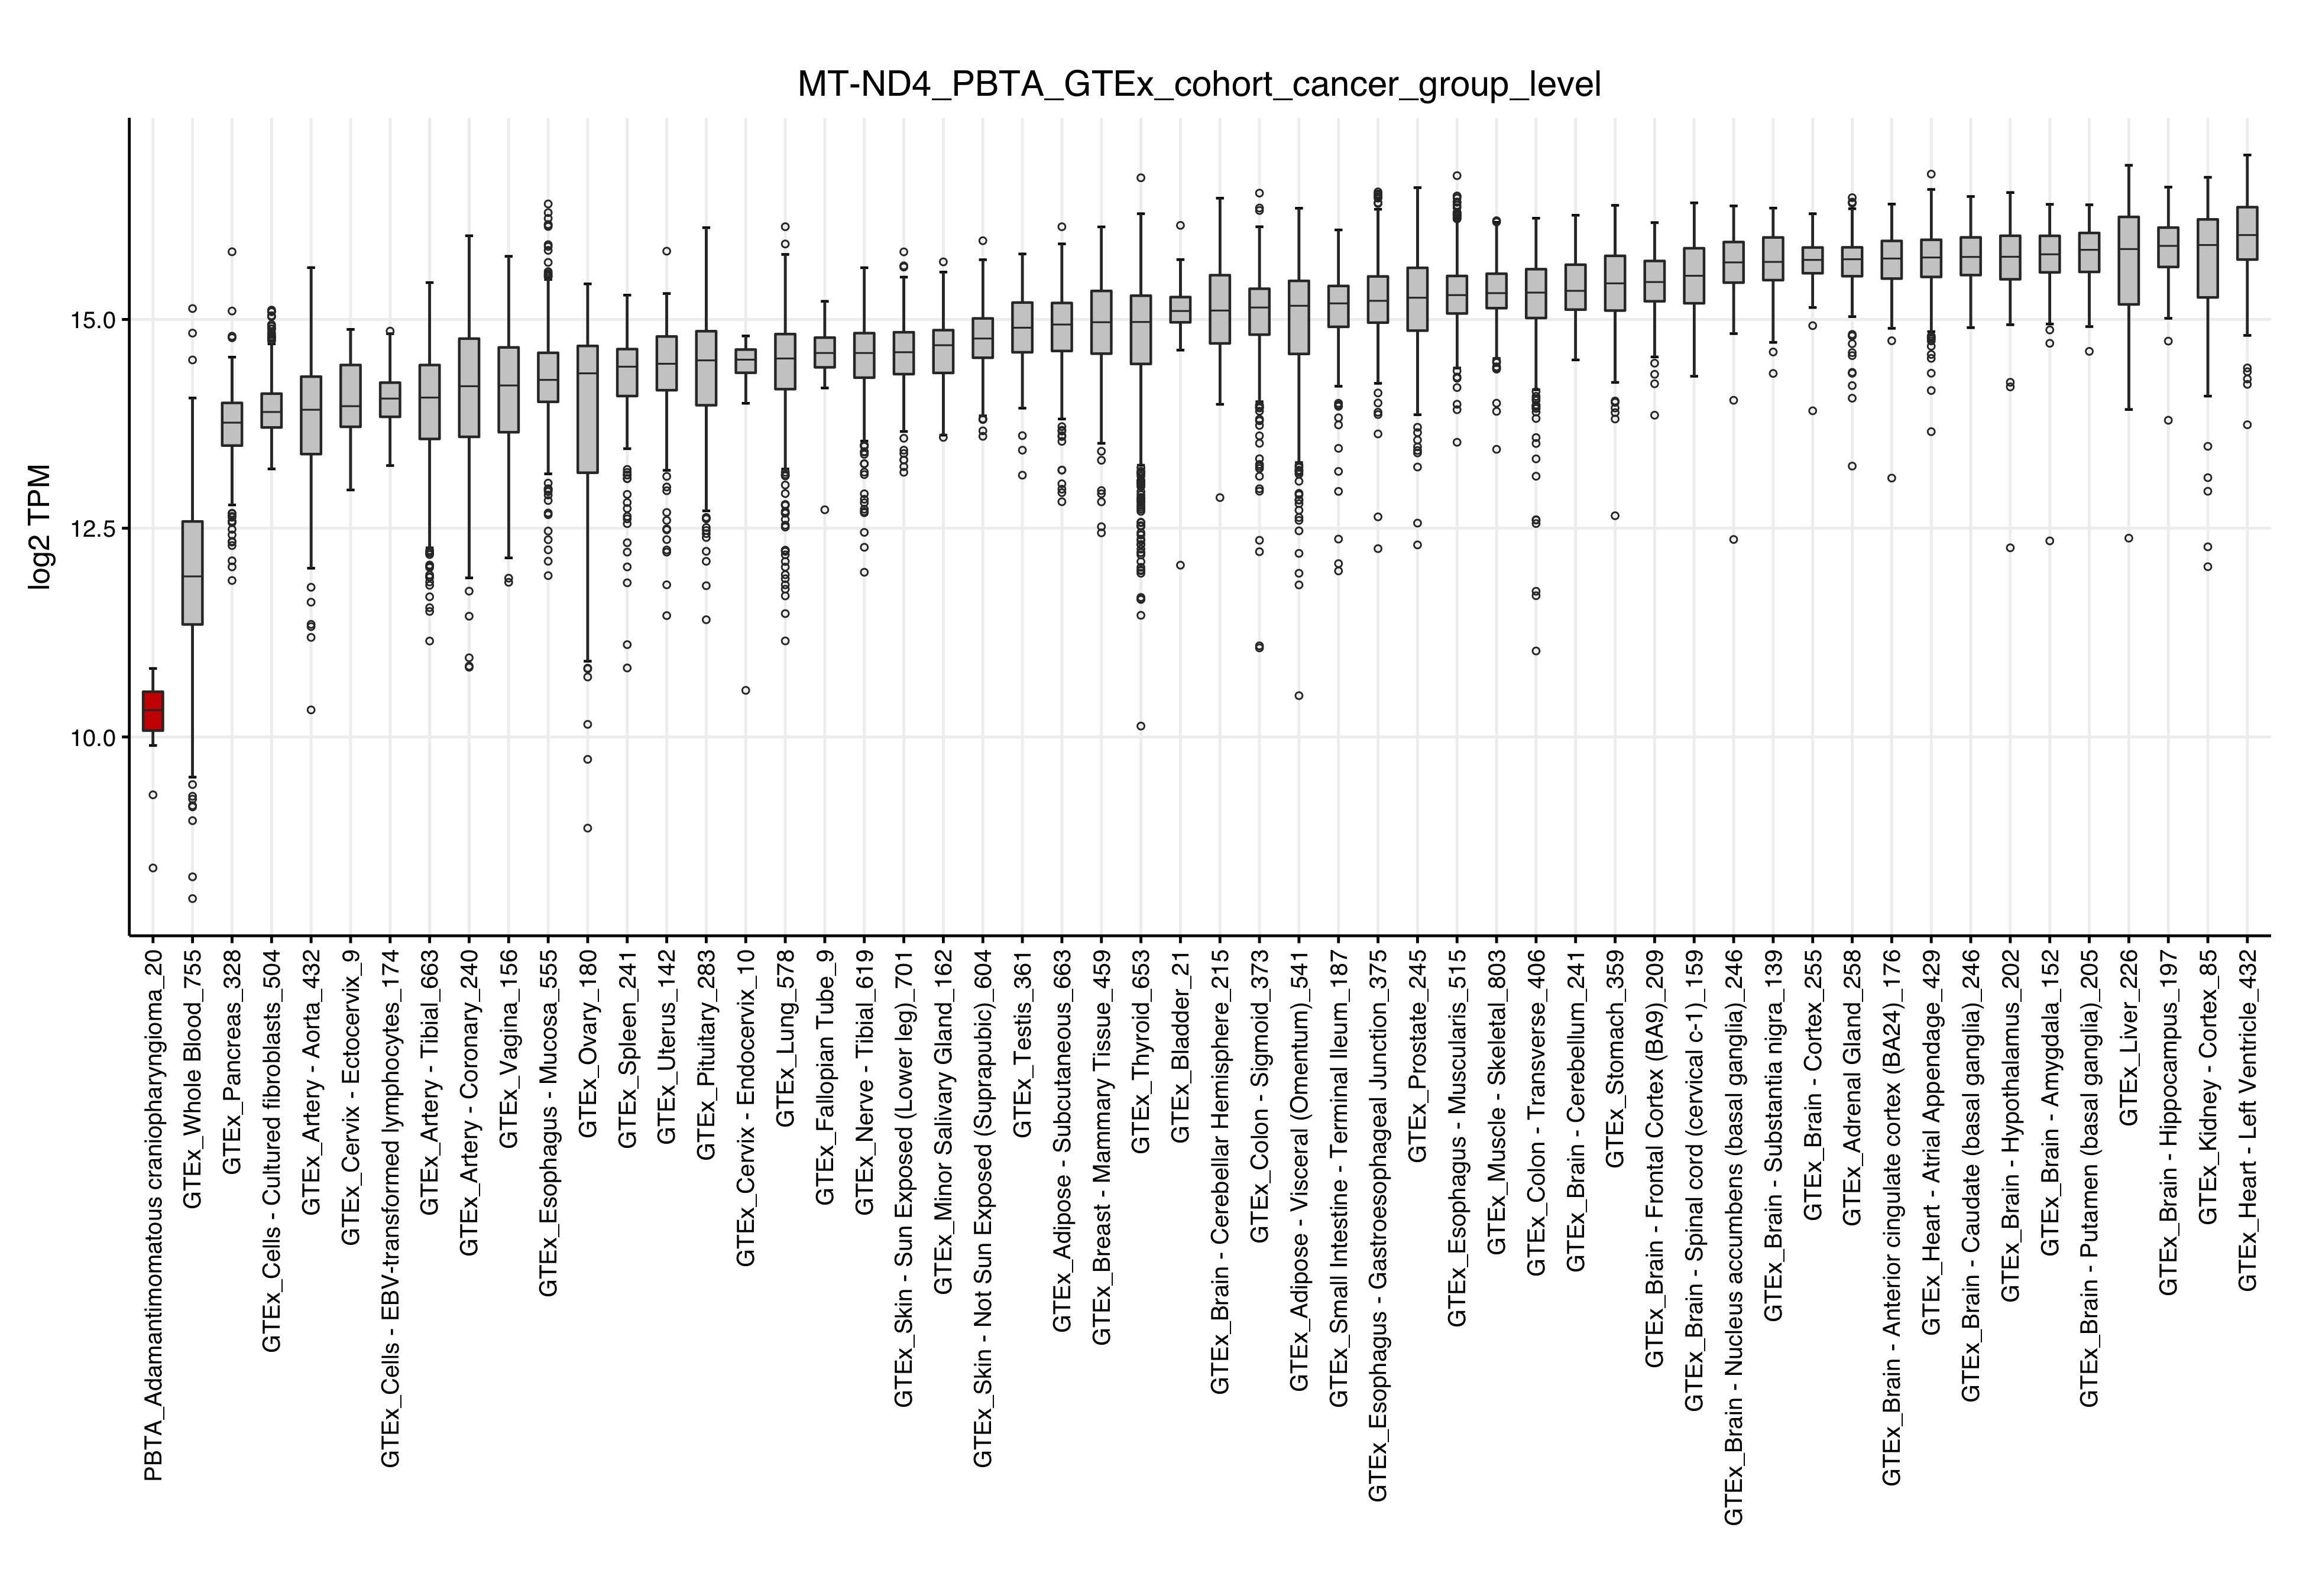 MT-ND4_PBTA_GTEx_cohort_cancer_group_level
log2 TPM
15.0
12.5
10.0
PBTA_Adamantimomatous craniopharyngioma_20
GTEx_Whole Blood_755
GTEx_Pancreas_328
GTEx_Cells - Cultured fibroblasts_504
GTEx_Artery - Aorta_432
GTEx_Cervix - Ectocervix_9
GTEx_Cells - EBV-transformed lymphocytes_174
GTEx_Artery - Tibial_663
GTEx_Artery - Coronary_240
GTEx_Vagina_156
GTEx_Esophagus - Mucosa_555
GTEx_Ovary_180
GTEx_Spleen_241
GTEx_Uterus_142
GTEx_Pituitary_283
GTEx_Cervix - Endocervix_10
GTEx_Lung_578
GTEx_Fallopian Tube_9
GTEx_Nerve - Tibial_619
GTEx_Skin - Sun Exposed (Lower leg)_701
GTEx_Minor Salivary Gland_162
GTEx_Skin - Not Sun Exposed (Suprapubic)_604
GTEx_Testis_361
GTEx_Adipose - Subcutaneous_663
GTEx_Breast - Mammary Tissue_459
GTEx_Thyroid_653
GTEx_Bladder_21
GTEx_Brain - Cerebellar Hemisphere_215
GTEx_Colon - Sigmoid_373
GTEx_Adipose - Visceral (Omentum)_541
GTEx_Small Intestine - Terminal Ileum_187
GTEx_Esophagus - Gastroesophageal Junction_375
GTEx_Prostate_245
GTEx_Esophagus - Muscularis_515
GTEx_Muscle - Skeletal_803
GTEx_Colon - Transverse_406
GTEx_Brain - Cerebellum_241
GTEx_Stomach_359
GTEx_Brain - Frontal Cortex (BA9)_209
GTEx_Brain - Spinal cord (cervical c-1)_159
GTEx_Brain - Nucleus accumbens (basal ganglia)_246
GTEx_Brain - Substantia nigra_139
GTEx_Brain - Cortex_255
GTEx_Adrenal Gland_258
GTEx_Brain - Anterior cingulate cortex (BA24)_176
GTEx_Heart - Atrial Appendage_429
GTEx_Brain - Caudate (basal ganglia)_246
GTEx_Brain - Hypothalamus_202
GTEx_Brain - Amygdala_152
GTEx_Brain - Putamen (basal ganglia)_205
GTEx_Liver_226
GTEx_Brain - Hippocampus_197
GTEx_Kidney - Cortex_85
GTEx_Heart - Left Ventricle_432